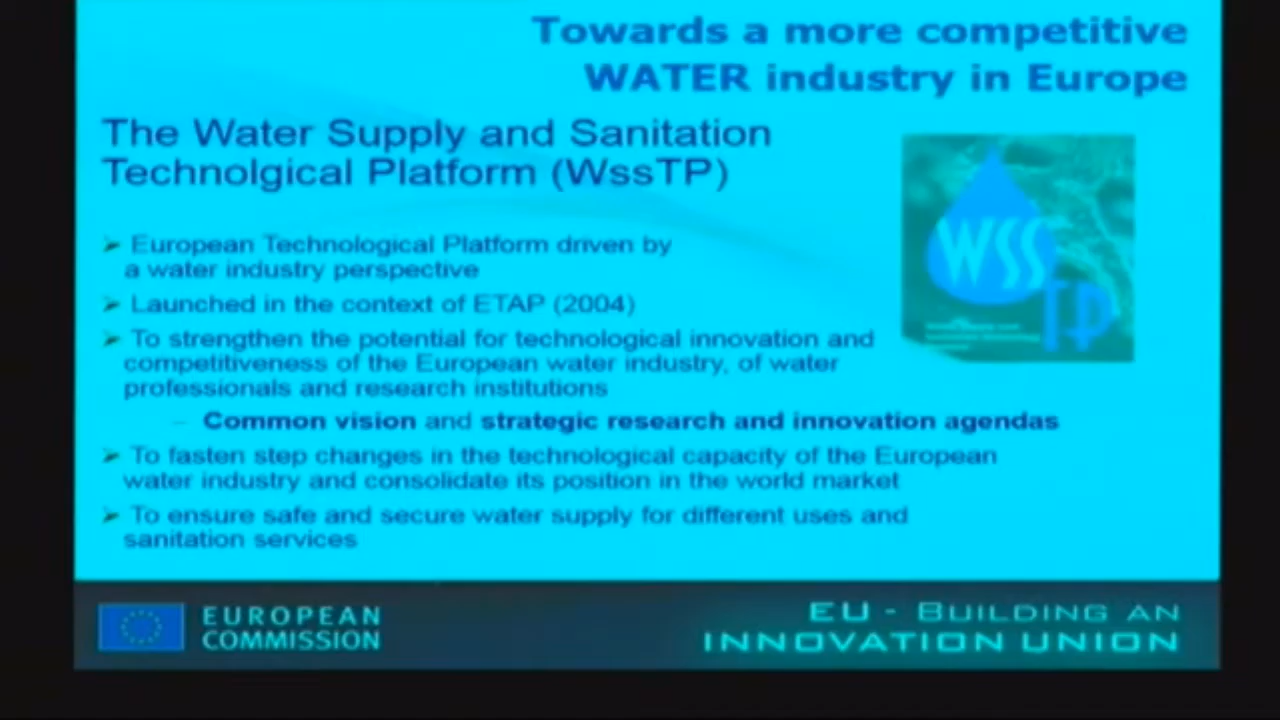 Towards a more competitive
WATER industry in Europe
The Water Supply and Sanitation
Technolgical Platform (WssTP)
➢ European Technological Platform driven by
a water industry perspective
➢ Launched in the context of ETAP (2004)
➢ To strengthen the potential for technological innovation and
competitiveness of the European water industry, of water
professionals and research institutions
– Common vision and strategic research and innovation agendas
➢ To fasten step changes in the technological capacity of the European
water industry and consolidate its position in the world market
➢ To ensure safe and secure water supply for different uses and
sanitation services
WSS
TP
EUROPEAN
COMMISSION
EU - BUILDING AN
INNOVATION UNION